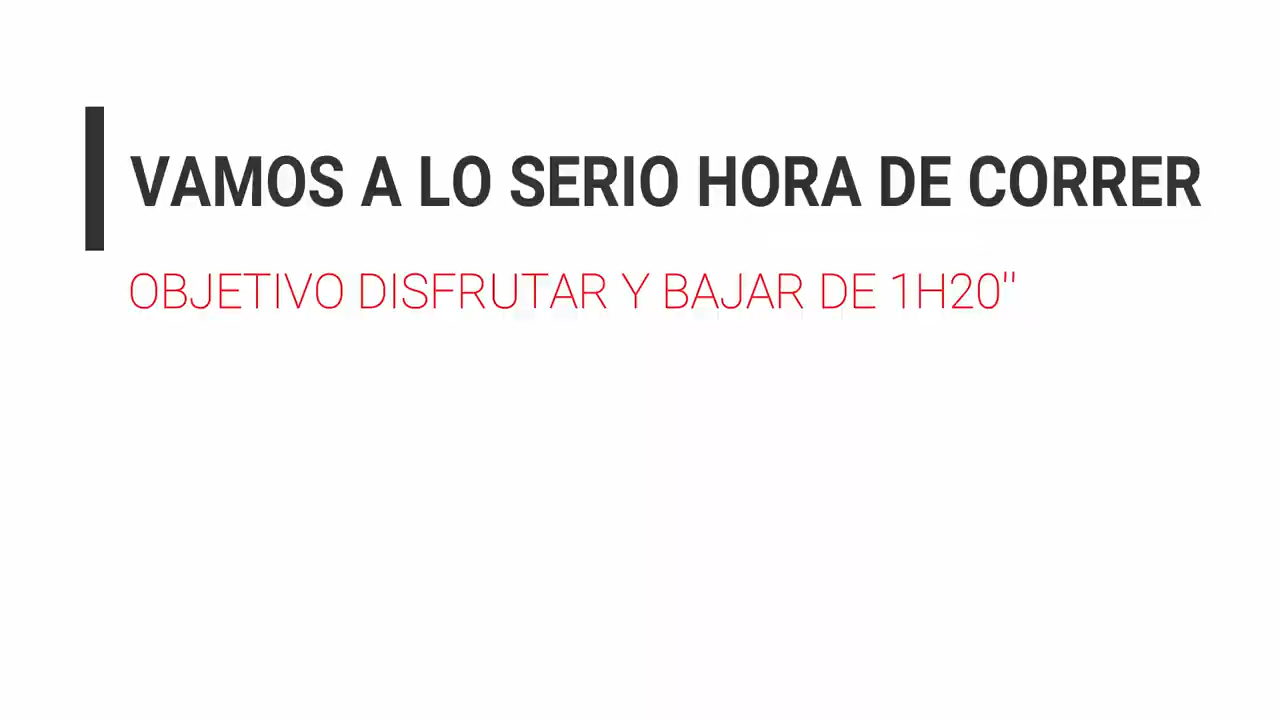 VAMOS A LO SERIO HORA DE CORRER
OBJETIVO DISFRUTAR Y BAJAR DE 1H20"